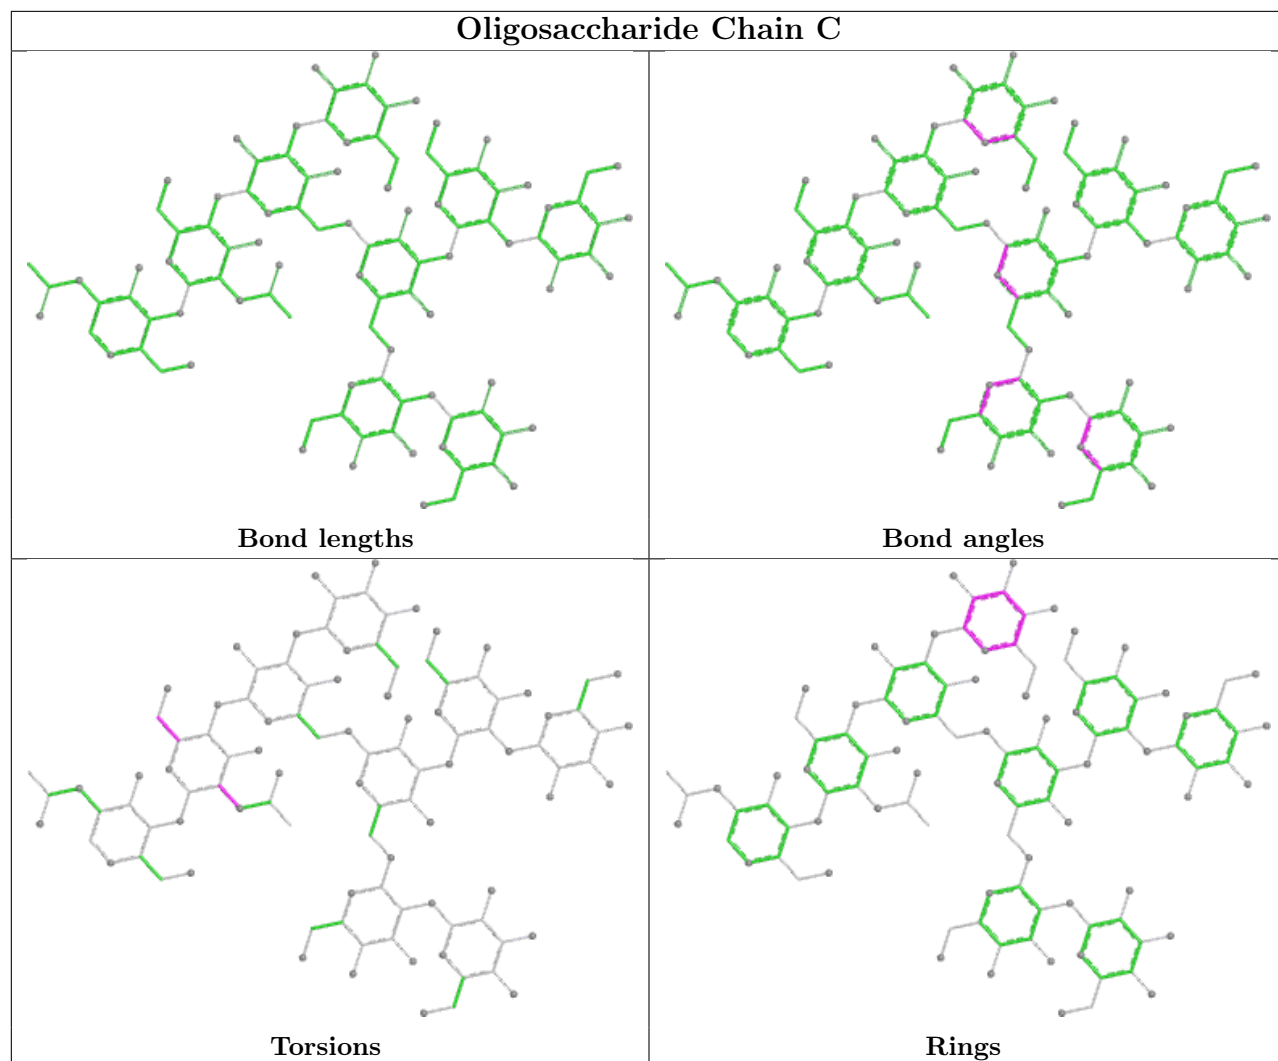 Oligosaccharide Chain C
Bond lengths
Bond angles
Torsions
Rings